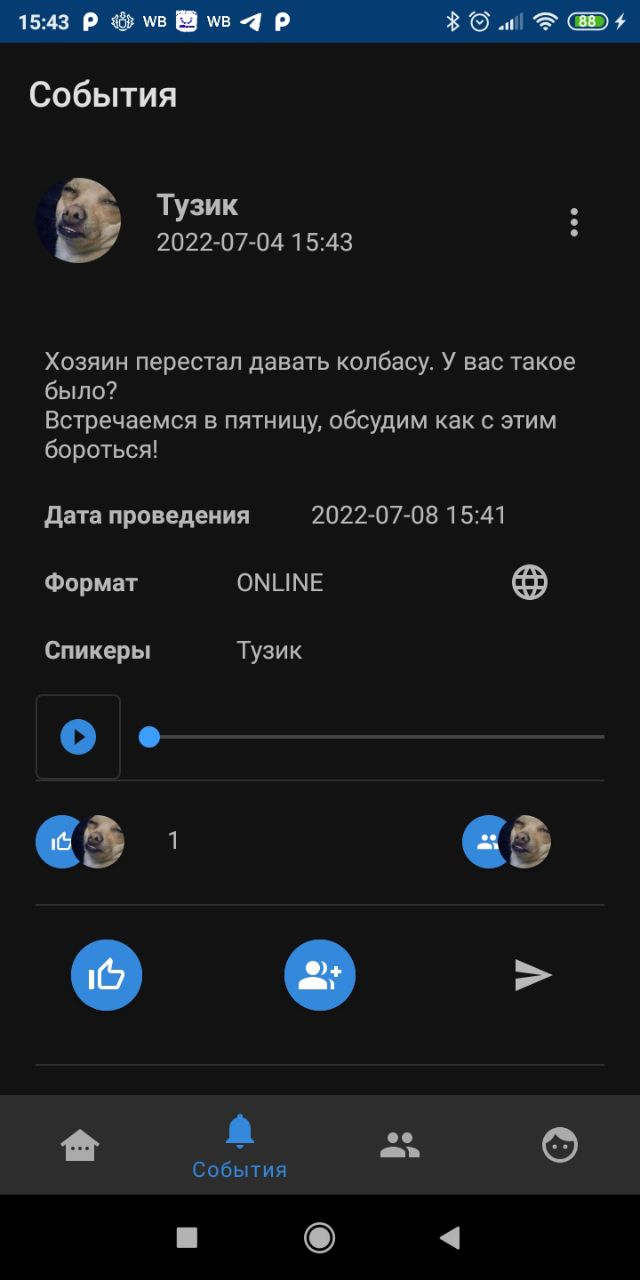 15:43 P WB WB P 88
События
Тузик
2022-07-04 15:43
Хозяин перестал давать колбасу. У вас такое
было?
Встречаемся в пятницу, обсудим как с этим
бороться!
Дата проведения 2022-07-08 15:41
Формат ONLINE
Спикеры Тузик
1
События